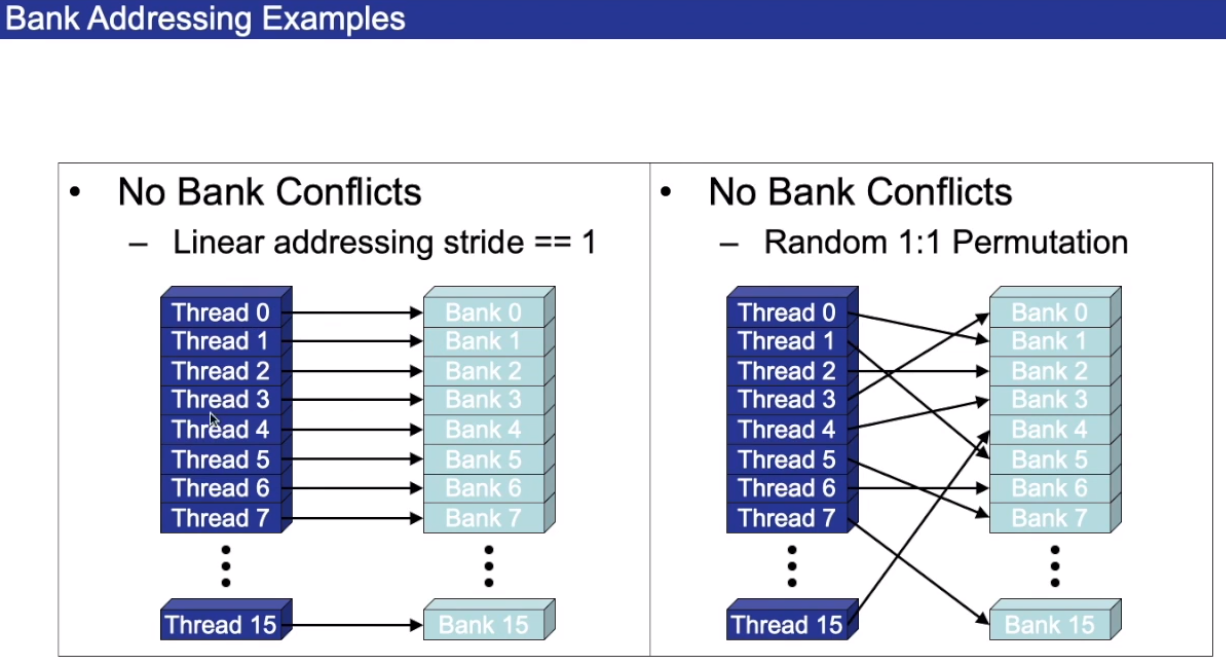 Bank Addressing Examples
• No Bank Conflicts
– Linear addressing stride == 1
Thread 0
Thread 1
Thread 2
Thread 3
Thread 4
Thread 5
Thread 6
Thread 7
Thread 15
Bank 0
Bank 1
Bank 2
Bank 3
Bank 4
Bank 5
Bank 6
Bank 7
Bank 15
• No Bank Conflicts
– Random 1:1 Permutation
Thread 0
Thread 1
Thread 2
Thread 3
Thread 4
Thread 5
Thread 6
Thread 7
Thread 15
Bank 0
Bank 1
Bank 2
Bank 3
Bank 4
Bank 5
Bank 6
Bank 7
Bank 15